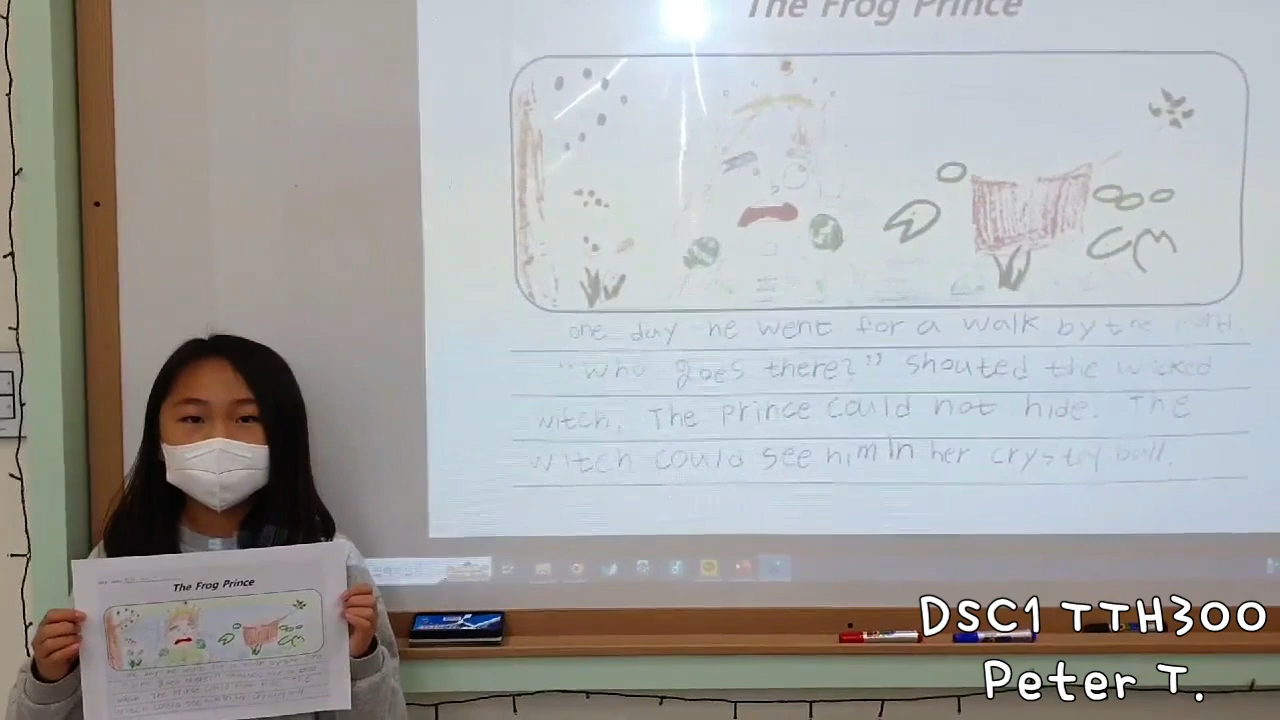 The Frog Prince
one day he went for a walk by the
"who goes there?" shouted the wicked
witch. The Prince could not hide. The
witch could see him in her crystal ball.
The Frog Prince
DSC1 TTH300
Peter T.